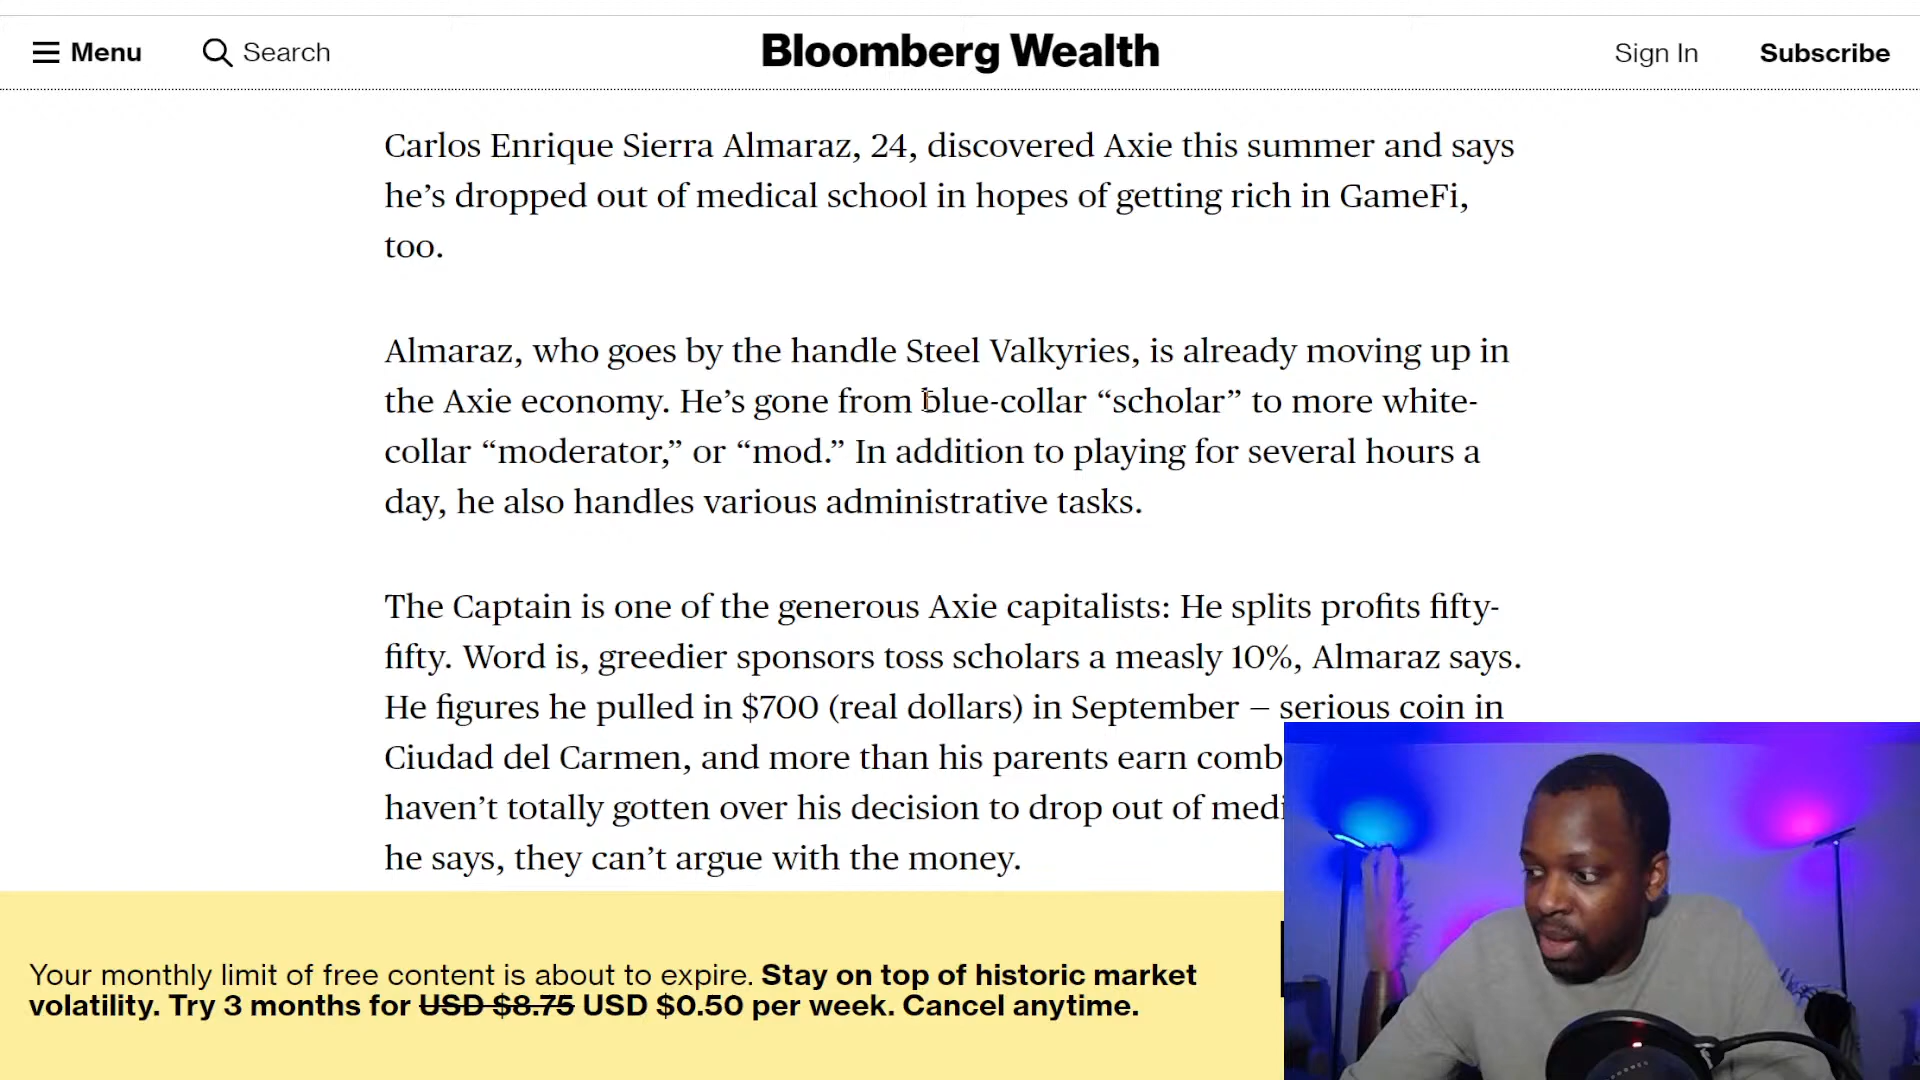 Menu
Search
Bloomberg Wealth
Sign In
Subscribe
Carlos Enrique Sierra Almaraz, 24, discovered Axie this summer and says
he’s dropped out of medical school in hopes of getting rich in GameFi,
too.
Almaraz, who goes by the handle Steel Valkyries, is already moving up in
the Axie economy. He’s gone from blue-collar “scholar” to more white-
collar “moderator,” or “mod.” In addition to playing for several hours a
day, he also handles various administrative tasks.
The Captain is one of the generous Axie capitalists: He splits profits fifty-
fifty. Word is, greedier sponsors toss scholars a measly 10%, Almaraz says.
He figures he pulled in $700 (real dollars) in September – serious coin in
Ciudad del Carmen, and more than his parents earn comb
haven’t totally gotten over his decision to drop out of medi
he says, they can’t argue with the money.
Your monthly limit of free content is about to expire. Stay on top of historic market
volatility. Try 3 months for USD $8.75 USD $0.50 per week. Cancel anytime.